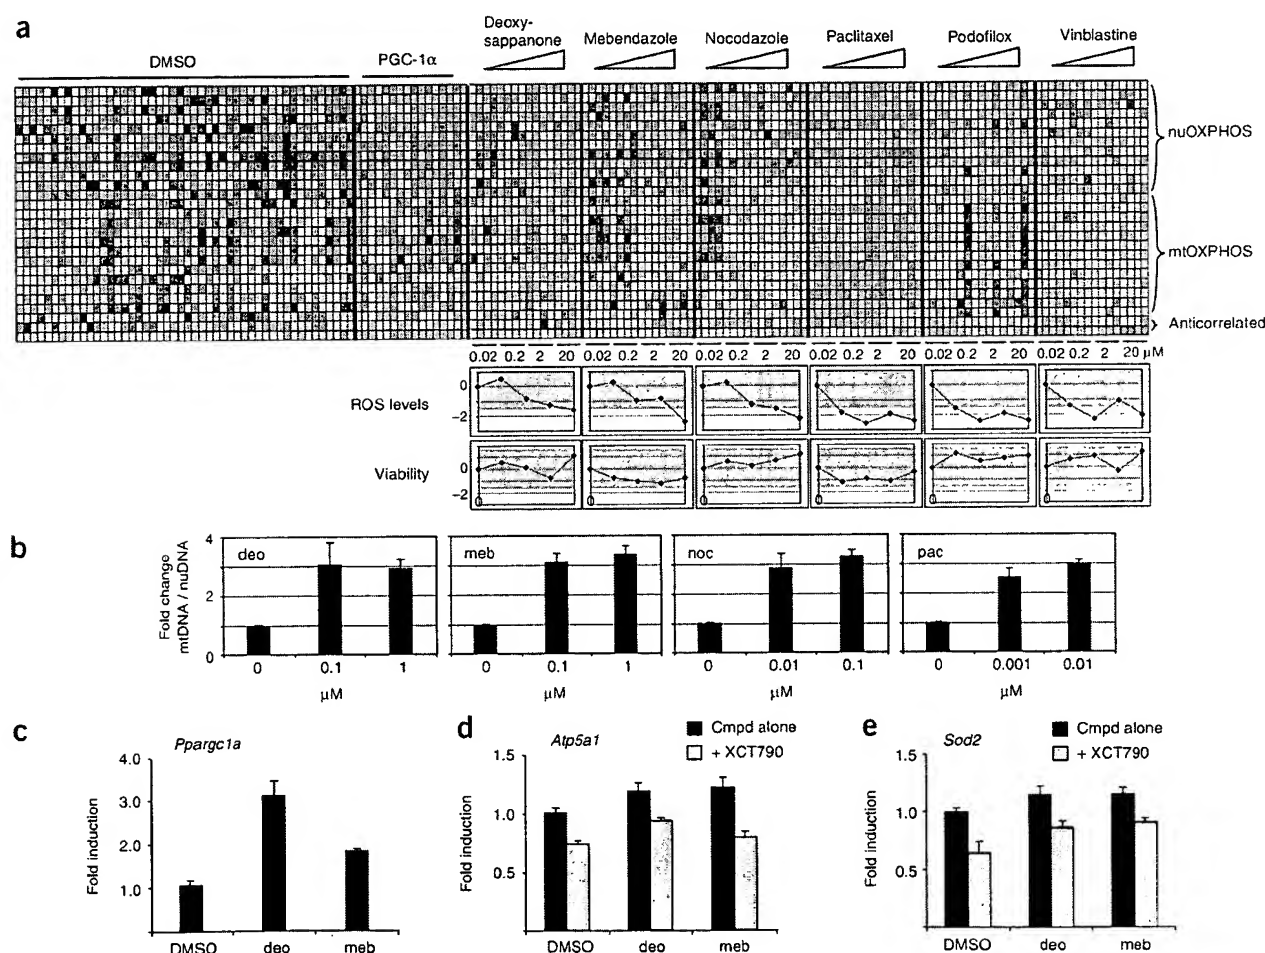 a
DMSO
PGC-1α
Deoxy-
sappanone
Mebendazole
Nocodazole
Paclitaxel
Podofilox
Vinblastine
nuOXPHOS
mtOXPHOS
Anticorrelated
0.02 0.2 2 20
0.02 0.2 2 20
0.02 0.2 2 20
0.02 0.2 2 20
0.02 0.2 2 20
0.02 0.2 2 20 μM
ROS levels
0
−2
Viability
0
−2
0
0
0
0
0
0
b
Fold change
mtDNA / nuDNA
4
2
0
deo
0 0.1 1
μM
meb
0 0.1 1
μM
noc
0 0.01 0.1
μM
pac
0 0.001 0.01
μM
c
Ppargc1a
Fold induction
4.0
3.0
2.0
1.0
DMSO deo meb
d
Atp5a1
Cmpd alone
+ XCT790
Fold induction
1.5
1.0
0.5
DMSO deo meb
e
Sod2
Cmpd alone
+ XCT790
Fold induction
1.5
1.0
0.5
DMSO deo meb